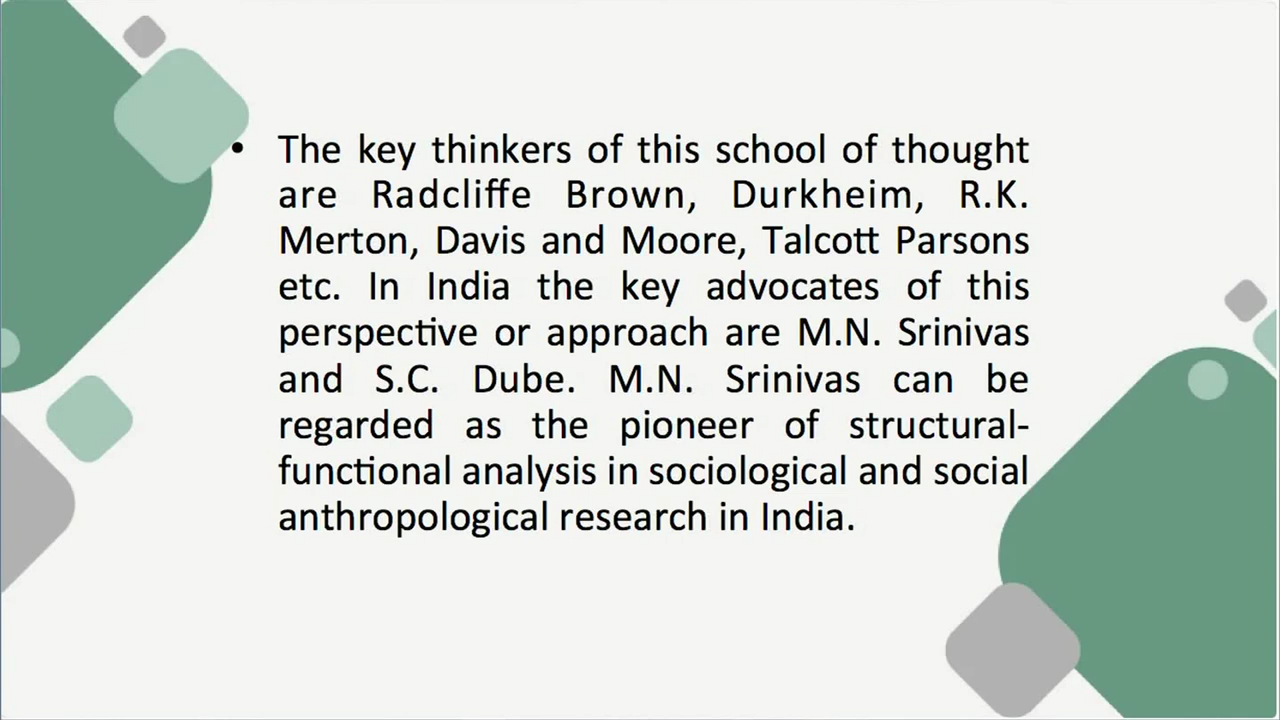 • The key thinkers of this school of thought
are Radcliffe Brown, Durkheim, R.K.
Merton, Davis and Moore, Talcott Parsons
etc. In India the key advocates of this
perspective or approach are M.N. Srinivas
and S.C. Dube. M.N. Srinivas can be
regarded as the pioneer of structural-
functional analysis in sociological and social
anthropological research in India.